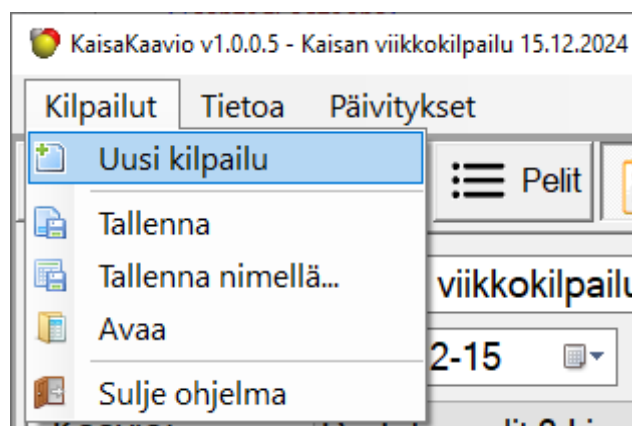 KaisaKaavio v1.0.0.5 - Kaisan viikkokilpailu 15.12.2024
Kilpailut Tietoa Päivitykset
Uusi kilpailu
Pelit
Tallenna
Tallenna nimellä...
viikkokilpailu
Avaa
2-15
Sulje ohjelma